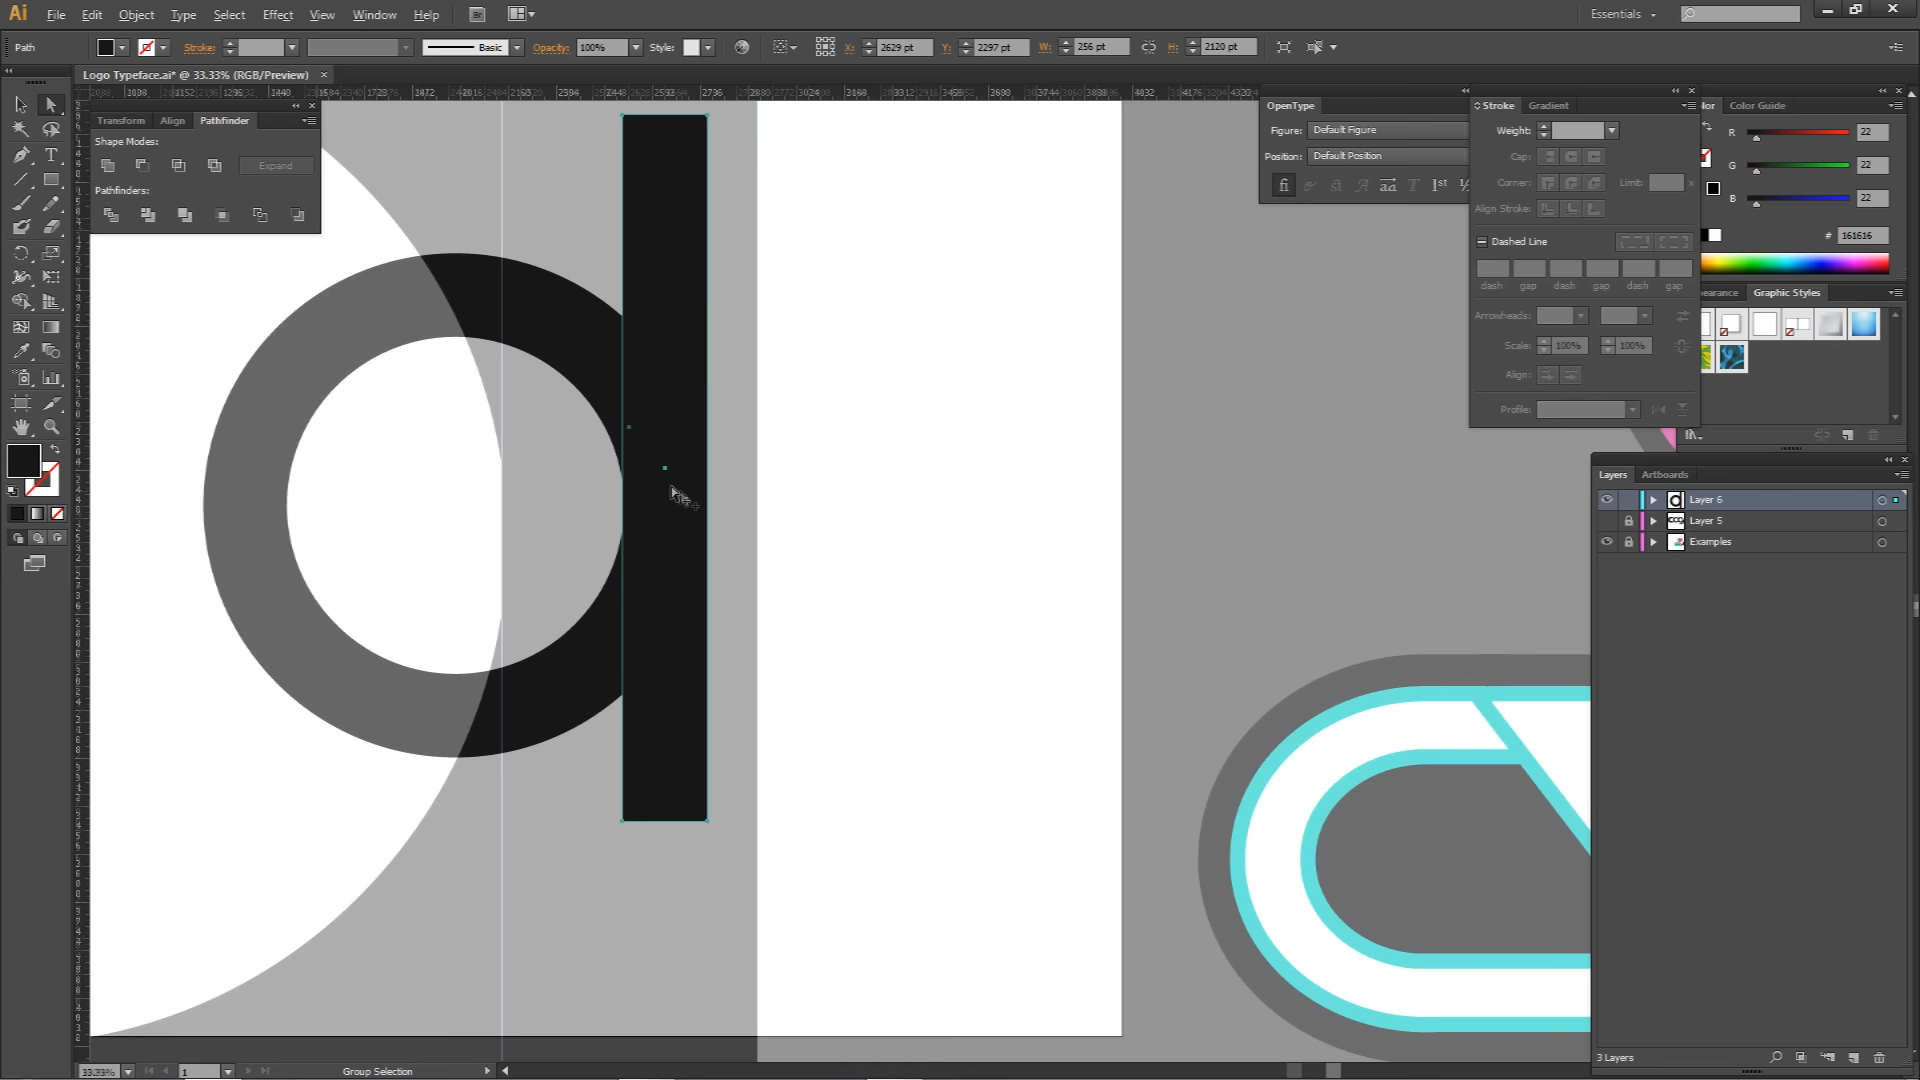 Ai File Edit Object Type Select Effect View Window Help Br Essentials
Path Stroke: Basic Opacity: 100% Style: X: 2629 pt Y: 2297 pt W: 256 pt H: 2120 pt
Logo Typeface.ai* @ 33.33% (RGB/Preview) ×
Transform Align Pathfinder
Shape Modes:
Expand
Pathfinders:
OpenType
Figure: Default Figure
Position: Default Position
Stroke Gradient
Weight:
Cap:
Corner: Limit: x
Align Stroke:
Dashed Line
dash gap dash gap dash gap
Arrowheads:
Scale: 100% 100%
Align:
Profile:
lor Color Guide
R 22
G 22
B 22
# 161616
pearance Graphic Styles
Layers Artboards
Layer 6
Layer 5
Examples
3 Layers
33.33% 1 Group Selection